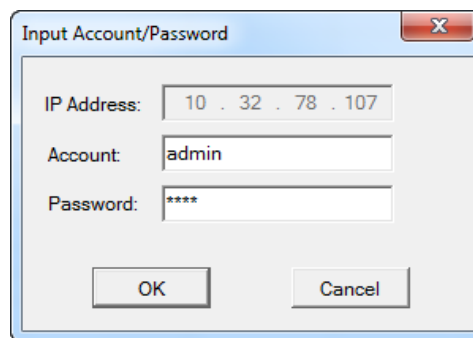 Input Account/Password
IP Address: 10 . 32 . 78 . 107
Account: admin
Password: ****
OK Cancel